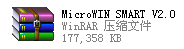 MicroWIN SMART V2.0
WinRAR 压缩文件
177,358 KB